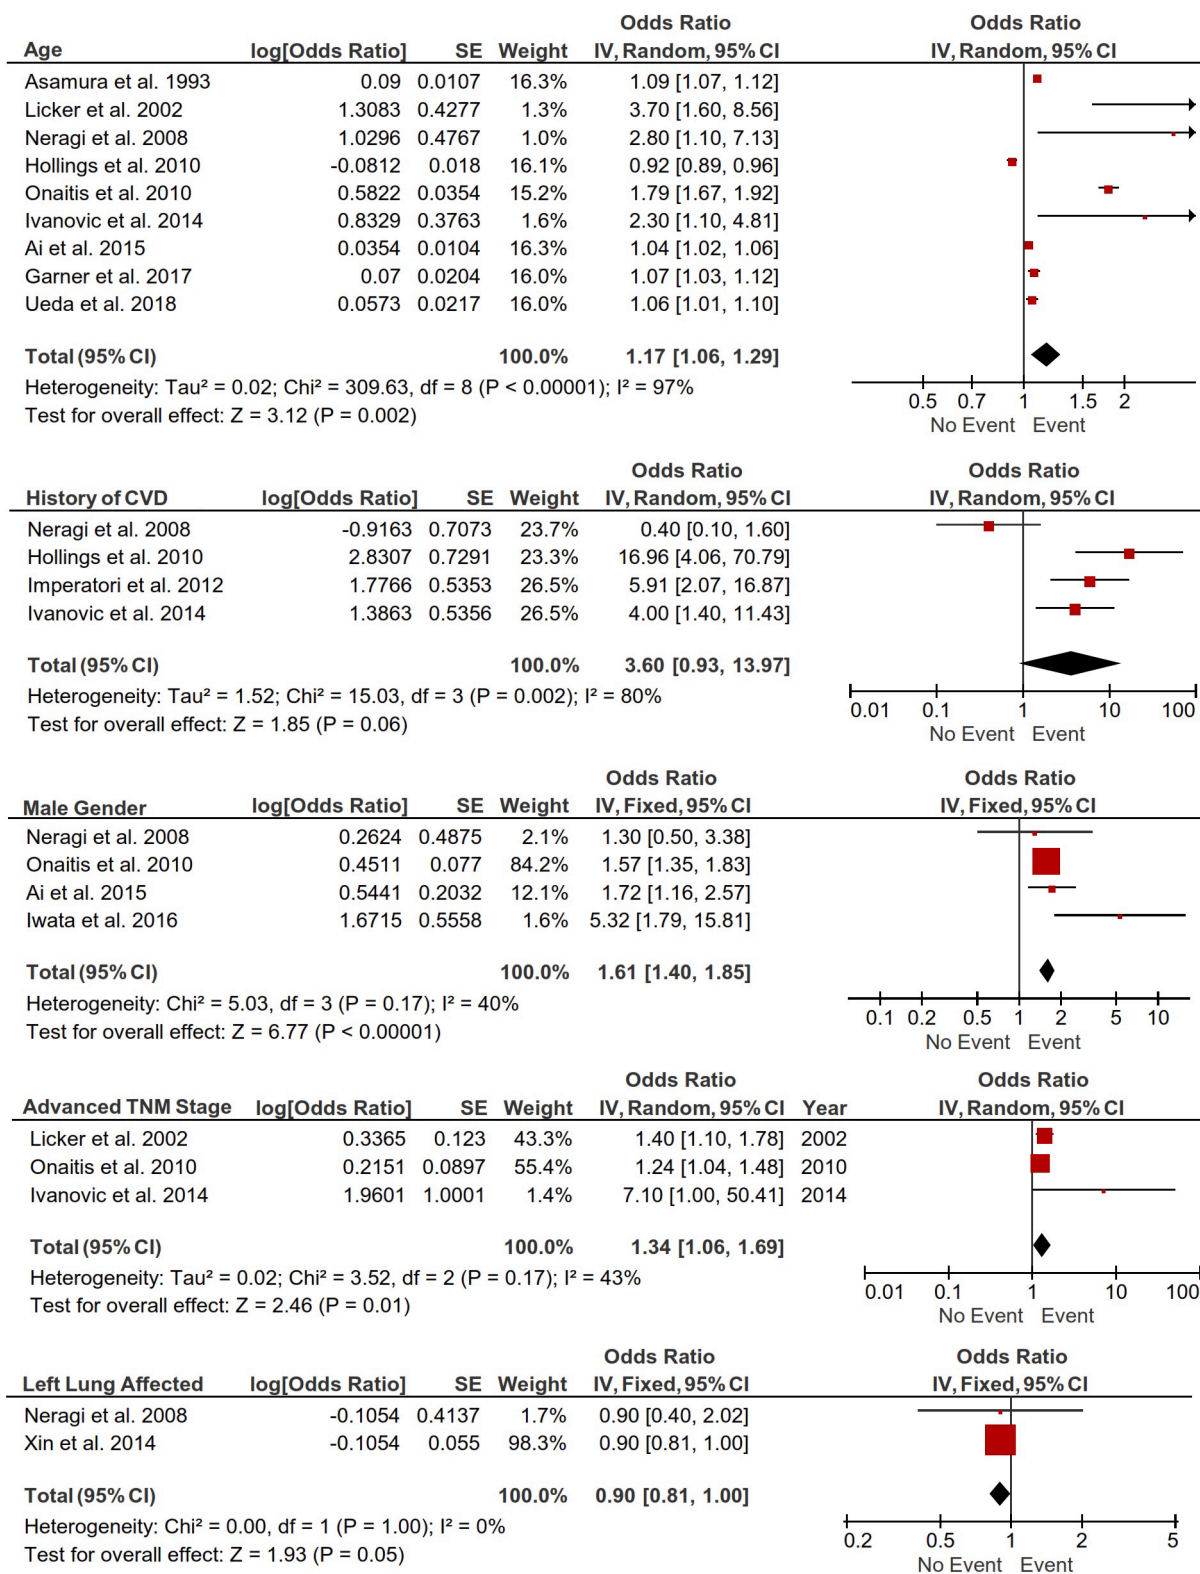 Odds Ratio Odds Ratio
Age log[Odds Ratio] SE Weight IV, Random, 95% CI IV, Random, 95% CI
Asamura et al. 1993 0.09 0.0107 16.3% 1.09 [1.07, 1.12]
Licker et al. 2002 1.3083 0.4277 1.3% 3.70 [1.60, 8.56]
Neragi et al. 2008 1.0296 0.4767 1.0% 2.80 [1.10, 7.13]
Hollings et al. 2010 -0.0812 0.018 16.1% 0.92 [0.89, 0.96]
Onaitis et al. 2010 0.5822 0.0354 15.2% 1.79 [1.67, 1.92]
Ivanovic et al. 2014 0.8329 0.3763 1.6% 2.30 [1.10, 4.81]
Ai et al. 2015 0.0354 0.0104 16.3% 1.04 [1.02, 1.06]
Garner et al. 2017 0.07 0.0204 16.0% 1.07 [1.03, 1.12]
Ueda et al. 2018 0.0573 0.0217 16.0% 1.06 [1.01, 1.10]
Total (95% CI) 100.0% 1.17 [1.06, 1.29]
Heterogeneity: Tau² = 0.02; Chi² = 309.63, df = 8 (P < 0.00001); I² = 97%
Test for overall effect: Z = 3.12 (P = 0.002)
0.5 0.7 1 1.5 2
No Event Event
Odds Ratio Odds Ratio
History of CVD log[Odds Ratio] SE Weight IV, Random, 95% CI IV, Random, 95% CI
Neragi et al. 2008 -0.9163 0.7073 23.7% 0.40 [0.10, 1.60]
Hollings et al. 2010 2.8307 0.7291 23.3% 16.96 [4.06, 70.79]
Imperatori et al. 2012 1.7766 0.5353 26.5% 5.91 [2.07, 16.87]
Ivanovic et al. 2014 1.3863 0.5356 26.5% 4.00 [1.40, 11.43]
Total (95% CI) 100.0% 3.60 [0.93, 13.97]
Heterogeneity: Tau² = 1.52; Chi² = 15.03, df = 3 (P = 0.002); I² = 80%
Test for overall effect: Z = 1.85 (P = 0.06)
0.01 0.1 1 10 100
No Event Event
Odds Ratio Odds Ratio
Male Gender log[Odds Ratio] SE Weight IV, Fixed, 95% CI IV, Fixed, 95% CI
Neragi et al. 2008 0.2624 0.4875 2.1% 1.30 [0.50, 3.38]
Onaitis et al. 2010 0.4511 0.077 84.2% 1.57 [1.35, 1.83]
Ai et al. 2015 0.5441 0.2032 12.1% 1.72 [1.16, 2.57]
Iwata et al. 2016 1.6715 0.5558 1.6% 5.32 [1.79, 15.81]
Total (95% CI) 100.0% 1.61 [1.40, 1.85]
Heterogeneity: Chi² = 5.03, df = 3 (P = 0.17); I² = 40%
Test for overall effect: Z = 6.77 (P < 0.00001)
0.1 0.2 0.5 1 2 5 10
No Event Event
Odds Ratio Odds Ratio
Advanced TNM Stage log[Odds Ratio] SE Weight IV, Random, 95% CI Year IV, Random, 95% CI
Licker et al. 2002 0.3365 0.123 43.3% 1.40 [1.10, 1.78] 2002
Onaitis et al. 2010 0.2151 0.0897 55.4% 1.24 [1.04, 1.48] 2010
Ivanovic et al. 2014 1.9601 1.0001 1.4% 7.10 [1.00, 50.41] 2014
Total (95% CI) 100.0% 1.34 [1.06, 1.69]
Heterogeneity: Tau² = 0.02; Chi² = 3.52, df = 2 (P = 0.17); I² = 43%
Test for overall effect: Z = 2.46 (P = 0.01)
0.01 0.1 1 10 100
No Event Event
Odds Ratio Odds Ratio
Left Lung Affected log[Odds Ratio] SE Weight IV, Fixed, 95% CI IV, Fixed, 95% CI
Neragi et al. 2008 -0.1054 0.4137 1.7% 0.90 [0.40, 2.02]
Xin et al. 2014 -0.1054 0.055 98.3% 0.90 [0.81, 1.00]
Total (95% CI) 100.0% 0.90 [0.81, 1.00]
Heterogeneity: Chi² = 0.00, df = 1 (P = 1.00); I² = 0%
Test for overall effect: Z = 1.93 (P = 0.05)
0.2 0.5 1 2 5
No Event Event